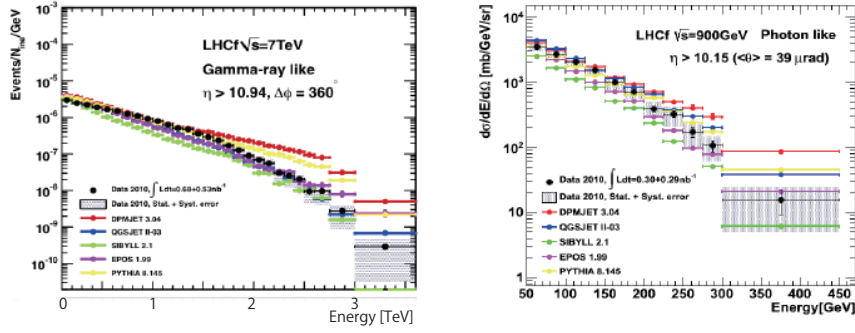 LHCf √s=7TeV
Gamma-ray like
η > 10.94, Δϕ = 360°
Data 2010, ∫ Ldt=0.68+0.53nb⁻¹
Data 2010, Stat. + Syst. error
DPMJET 3.04
QGSJET II-03
SIBYLL 2.1
EPOS 1.99
PYTHIA 8.145
Events/N_ine/GeV
10⁻³
10⁻⁴
10⁻⁵
10⁻⁶
10⁻⁷
10⁻⁸
10⁻⁹
10⁻¹⁰
0 1 2 3
Energy [TeV]
LHCf √s=900GeV Photon like
η > 10.15 (<θ> = 39 μrad)
Data 2010, ∫ Ldt=0.30+0.29nb⁻¹
Data 2010, Stat. + Syst. error
DPMJET 3.04
QGSJET II-03
SIBYLL 2.1
EPOS 1.99
PYTHIA 8.145
dσ/dE/dΩ [mb/GeV/sr]
10⁴
10³
10²
10
1
50 100 150 200 250 300 350 400 450
Energy[GeV]